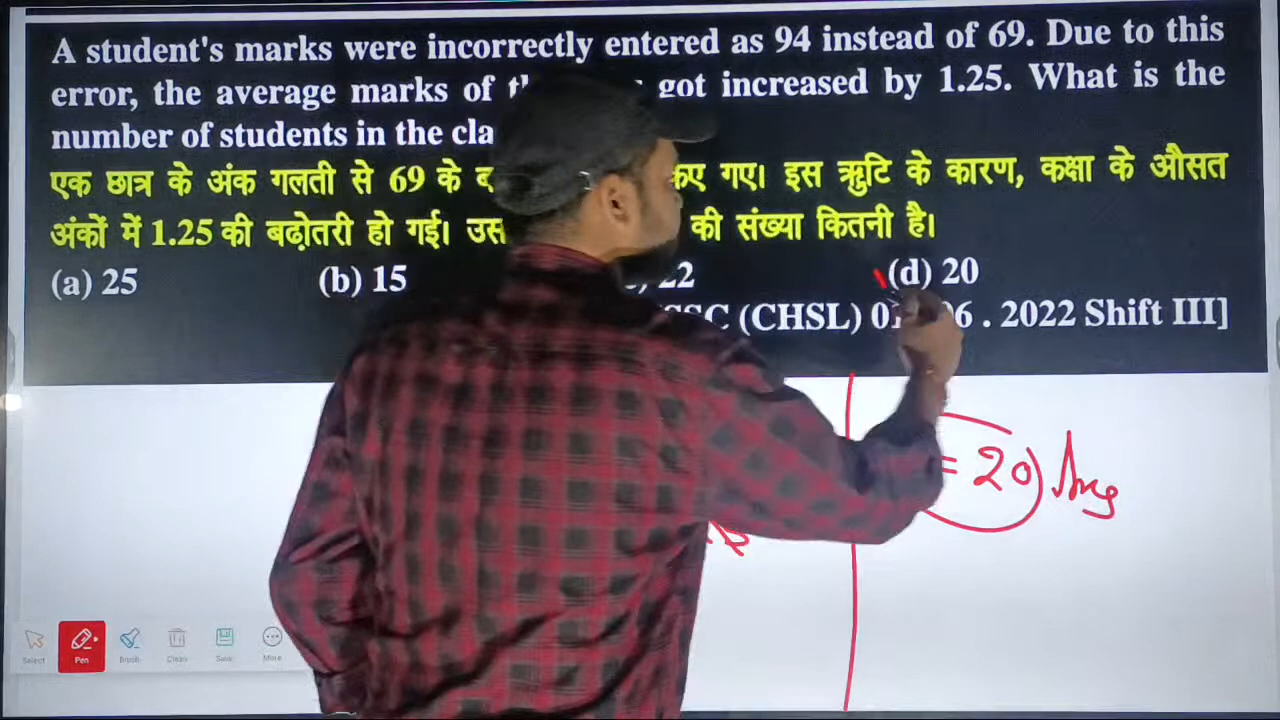 A student's marks were incorrectly entered as 94 instead of 69. Due to this
error, the average marks of got increased by 1.25. What is the
number of students in the
एक छात्र के अंक गलती से 69 के गए। इस त्रुटि के कारण, कक्षा के औसत
अंकों में 1.25 की बढ़ोतरी हो गई। उस की संख्या कितनी है।
(a) 25 (b) 15 22 (d) 20
(CHSL) . 2022 Shift III]
= 20 Ans
Select Pen Brush Clean Save More